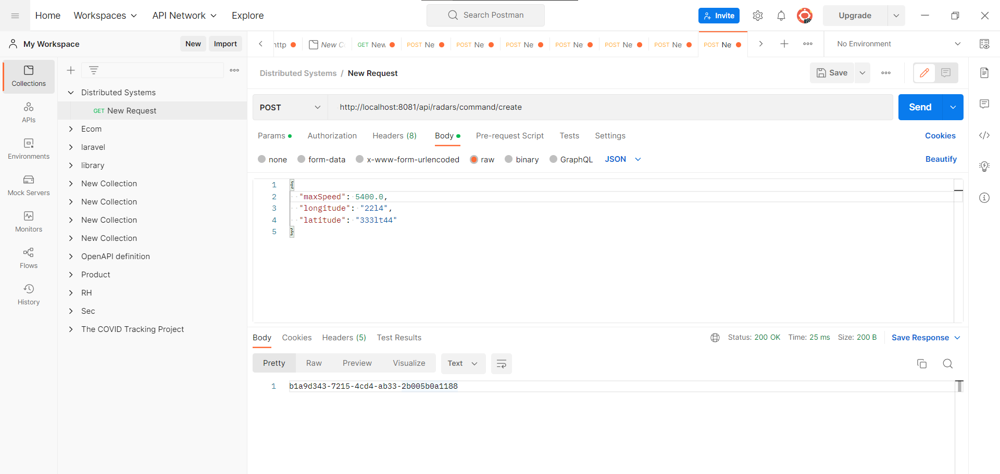 Home Workspaces API Network Explore Search Postman Invite Upgrade
My Workspace New Import
http New C GET New POST Ne POST Ne POST Ne POST Ne POST Ne POST Ne POST Ne No Environment
Collections
APIs
Environments
Mock Servers
Monitors
Flows
History
Distributed Systems
GET New Request
Ecom
laravel
library
New Collection
New Collection
New Collection
New Collection
OpenAPI definition
Product
RH
Sec
The COVID Tracking Project
Distributed Systems / New Request Save
POST http://localhost:8081/api/radars/command/create Send
Params Authorization Headers (8) Body Pre-request Script Tests Settings Cookies
none form-data x-www-form-urlencoded raw binary GraphQL JSON Beautify
1 {
2 "maxSpeed": 5400.0,
3 "longitude": "22l4",
4 "latitude": "333lt44"
5 }
Body Cookies Headers (5) Test Results Status: 200 OK Time: 25 ms Size: 200 B Save Response
Pretty Raw Preview Visualize Text
1 b1a9d343-7215-4cd4-ab33-2b005b0a1188